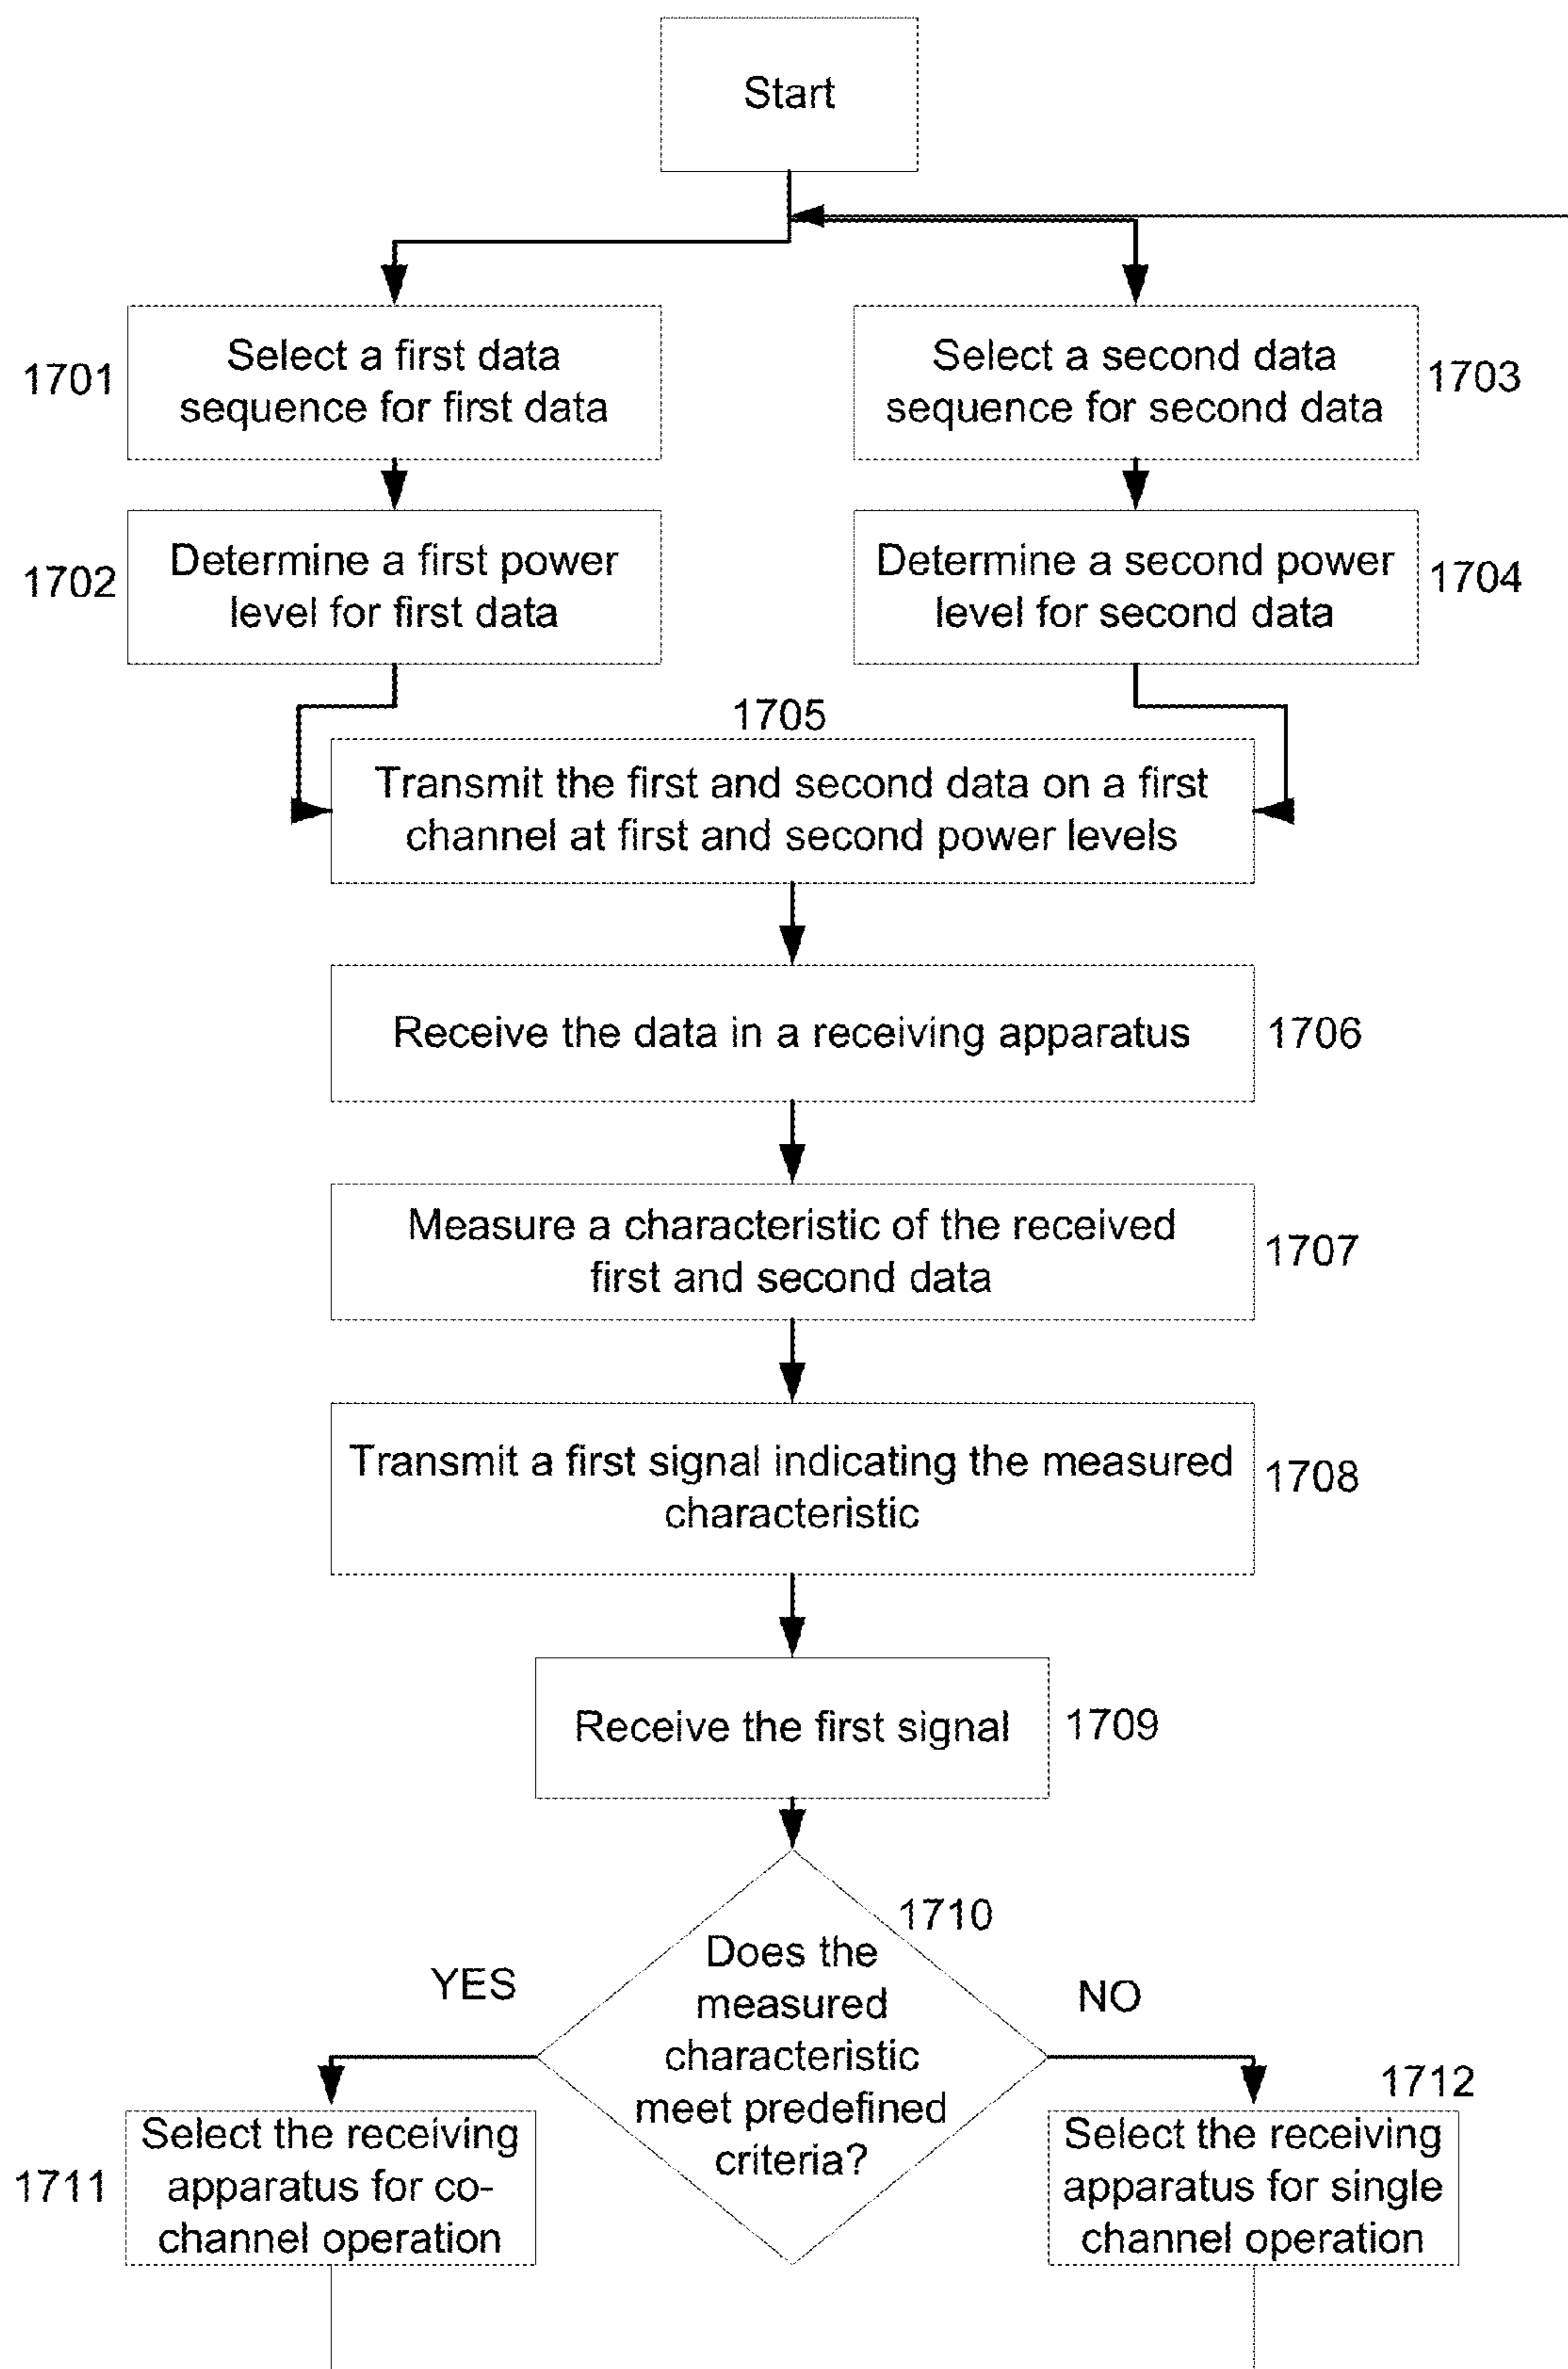 Start
1701
Select a first data
sequence for first data
Select a second data
sequence for second data
1703
1702
Determine a first power
level for first data
Determine a second power
level for second data
1704
1705
Transmit the first and second data on a first
channel at first and second power levels
Receive the data in a receiving apparatus
1706
Measure a characteristic of the received
first and second data
1707
Transmit a first signal indicating the measured
characteristic
1708
Receive the first signal
1709
1710
Does the
measured
characteristic
meet predefined
criteria?
YES
NO
1711
Select the receiving
apparatus for co-
channel operation
1712
Select the receiving
apparatus for single
channel operation